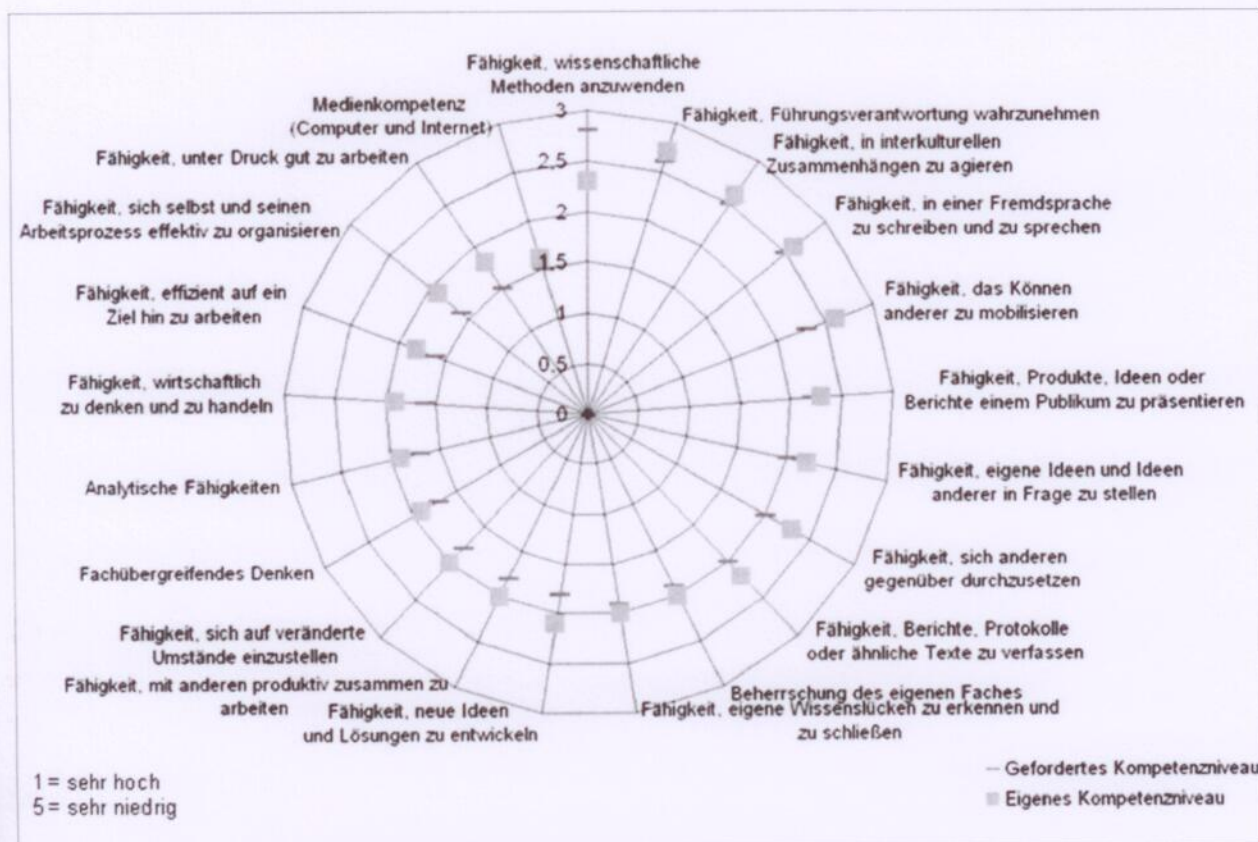 Fähigkeit, wissenschaftliche
Methoden anzuwenden
Fähigkeit, Führungsverantwortung wahrzunehmen
Fähigkeit, in interkulturellen
Zusammenhängen zu agieren
Fähigkeit, in einer Fremdsprache
zu schreiben und zu sprechen
Fähigkeit, das Können
anderer zu mobilisieren
Fähigkeit, Produkte, Ideen oder
Berichte einem Publikum zu präsentieren
Fähigkeit, eigene Ideen und Ideen
anderer in Frage zu stellen
Fähigkeit, sich anderen
gegenüber durchzusetzen
Fähigkeit, Berichte, Protokolle
oder ähnliche Texte zu verfassen
Beherrschung des eigenen Faches
Fähigkeit, eigene Wissenslücken zu erkennen und
zu schließen
Fähigkeit, neue Ideen
und Lösungen zu entwickeln
Fähigkeit, mit anderen produktiv zusammen zu
arbeiten
Fähigkeit, sich auf veränderte
Umstände einzustellen
Fachübergreifendes Denken
Analytische Fähigkeiten
Fähigkeit, wirtschaftlich
zu denken und zu handeln
Fähigkeit, effizient auf ein
Ziel hin zu arbeiten
Fähigkeit, sich selbst und seinen
Arbeitsprozess effektiv zu organisieren
Fähigkeit, unter Druck gut zu arbeiten
Medienkompetenz
(Computer und Internet)
3
2,5
2
1,5
1
0,5
0
1 = sehr hoch
5 = sehr niedrig
Gefordertes Kompetenzniveau
Eigenes Kompetenzniveau